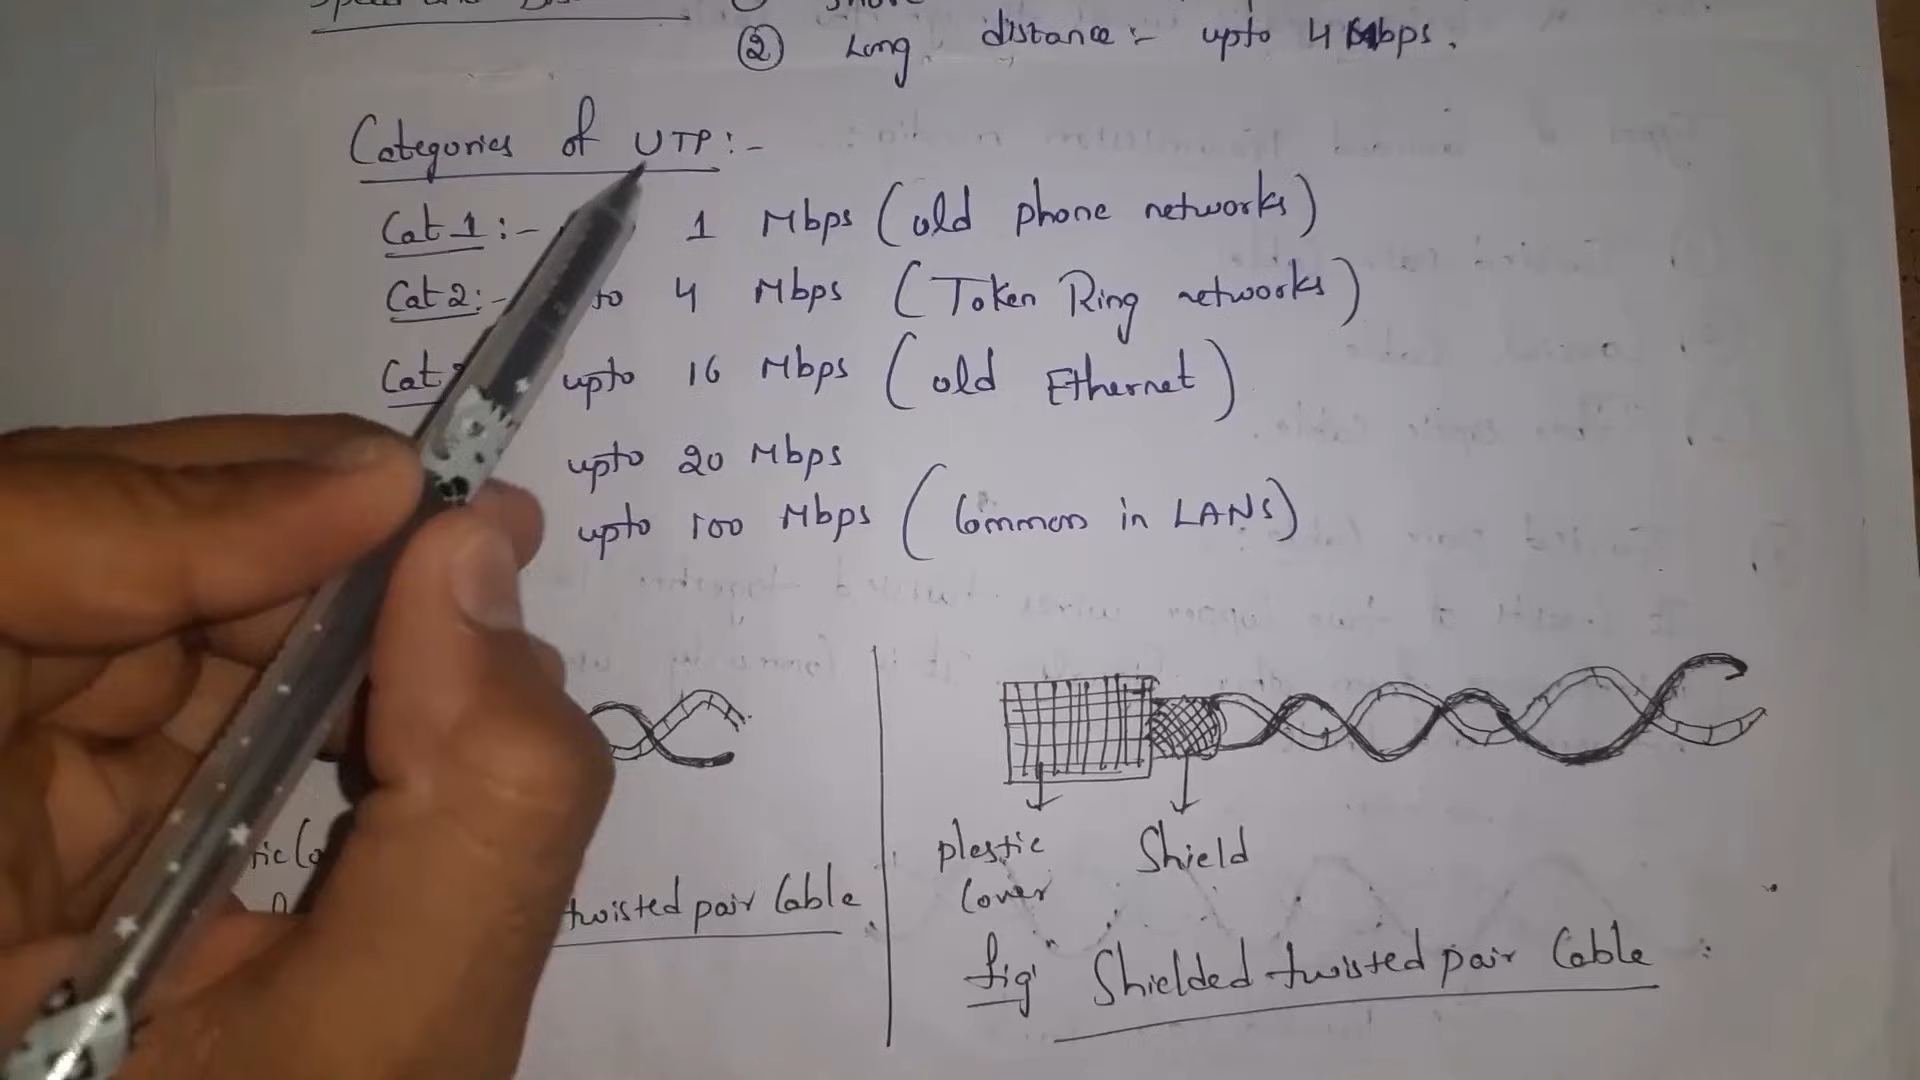 ② Long distance :- upto 4 Mbps.
Categories of UTP :-
Cat 1 :- 1 Mbps (old phone networks)
Cat 2 :- to 4 Mbps (Token Ring networks)
Cat upto 16 Mbps (old Ethernet)
upto 20 Mbps
upto 100 Mbps (Common in LANS)
plestic Shield
Cover
twisted pair Cable
fig' Shielded twisted pair Cable